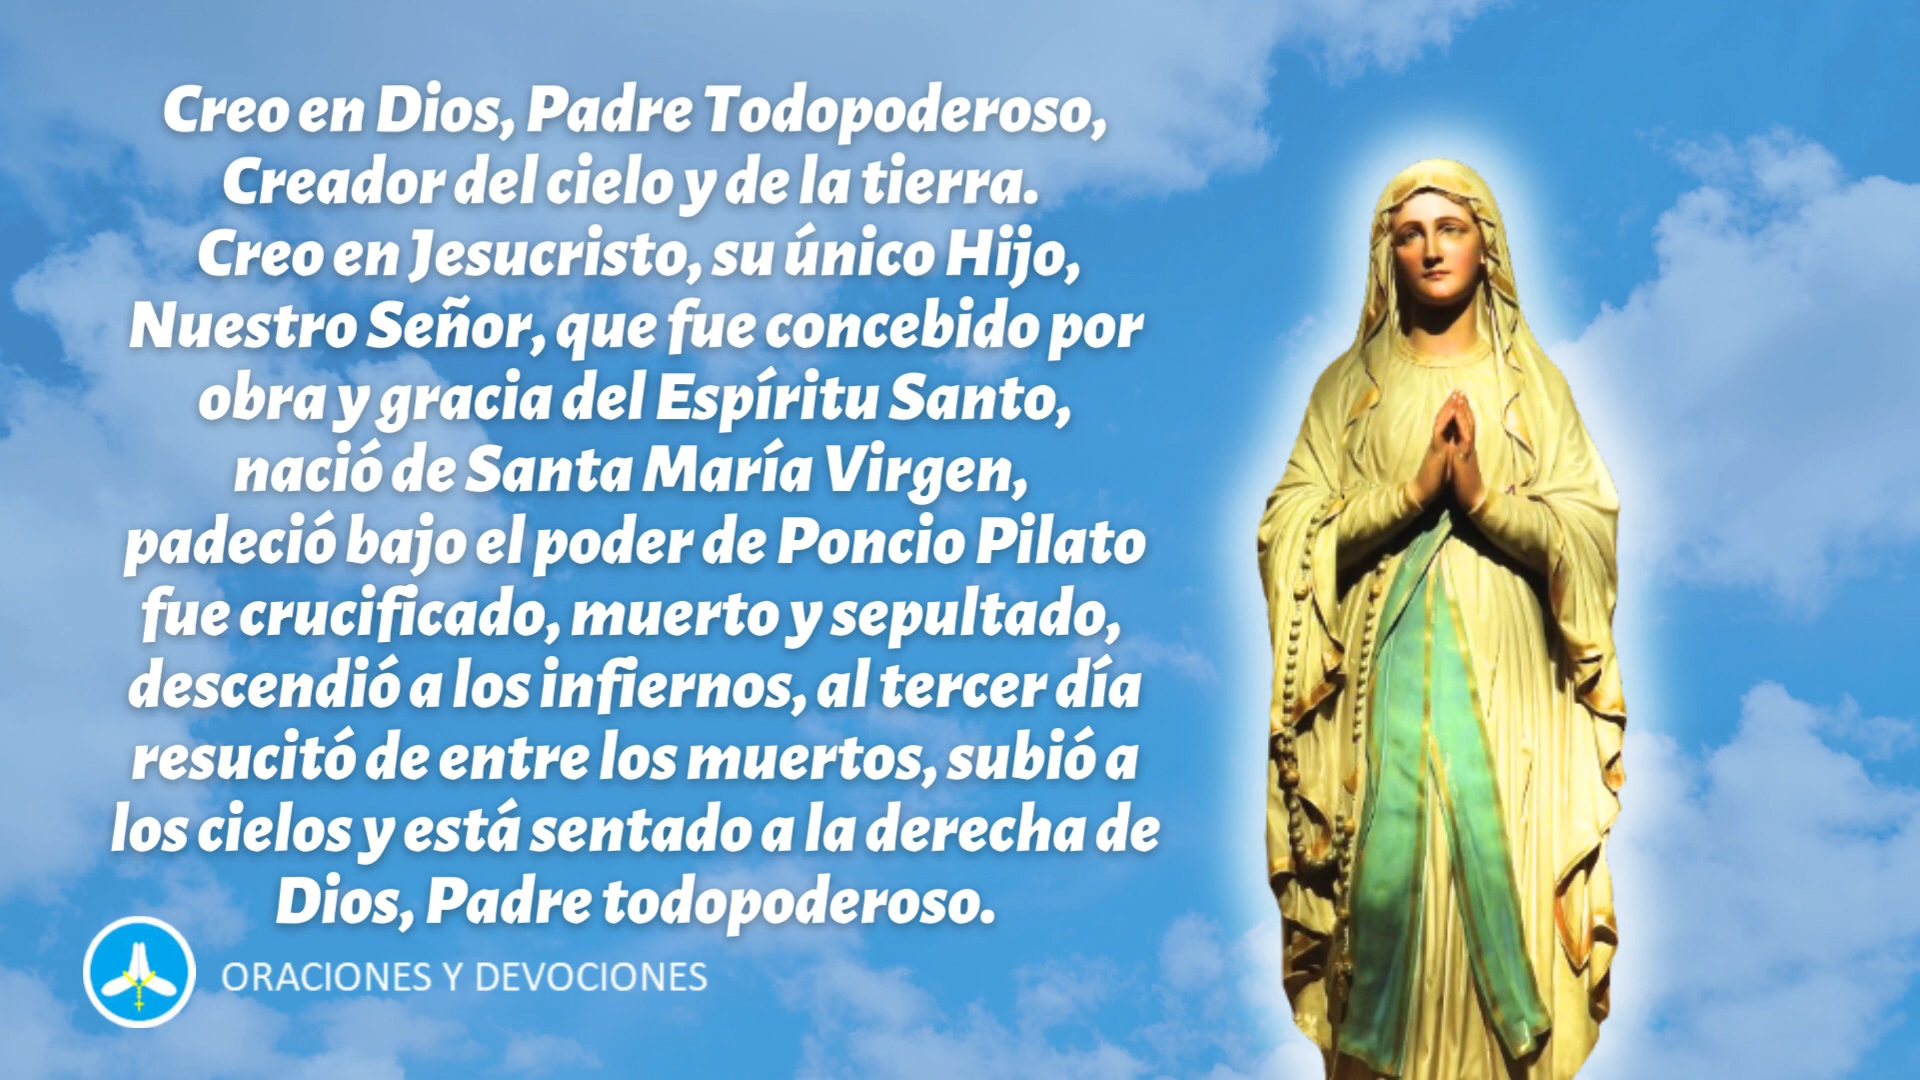 Creo en Dios, Padre Todopoderoso,
Creador del cielo y de la tierra.
Creo en Jesucristo, su único Hijo,
Nuestro Señor, que fue concebido por
obra y gracia del Espíritu Santo,
nació de Santa María Virgen,
padeció bajo el poder de Poncio Pilato
fue crucificado, muerto y sepultado,
descendió a los infiernos, al tercer día
resucitó de entre los muertos, subió a
los cielos y está sentado a la derecha de
Dios, Padre todopoderoso.
ORACIONES Y DEVOCIONES